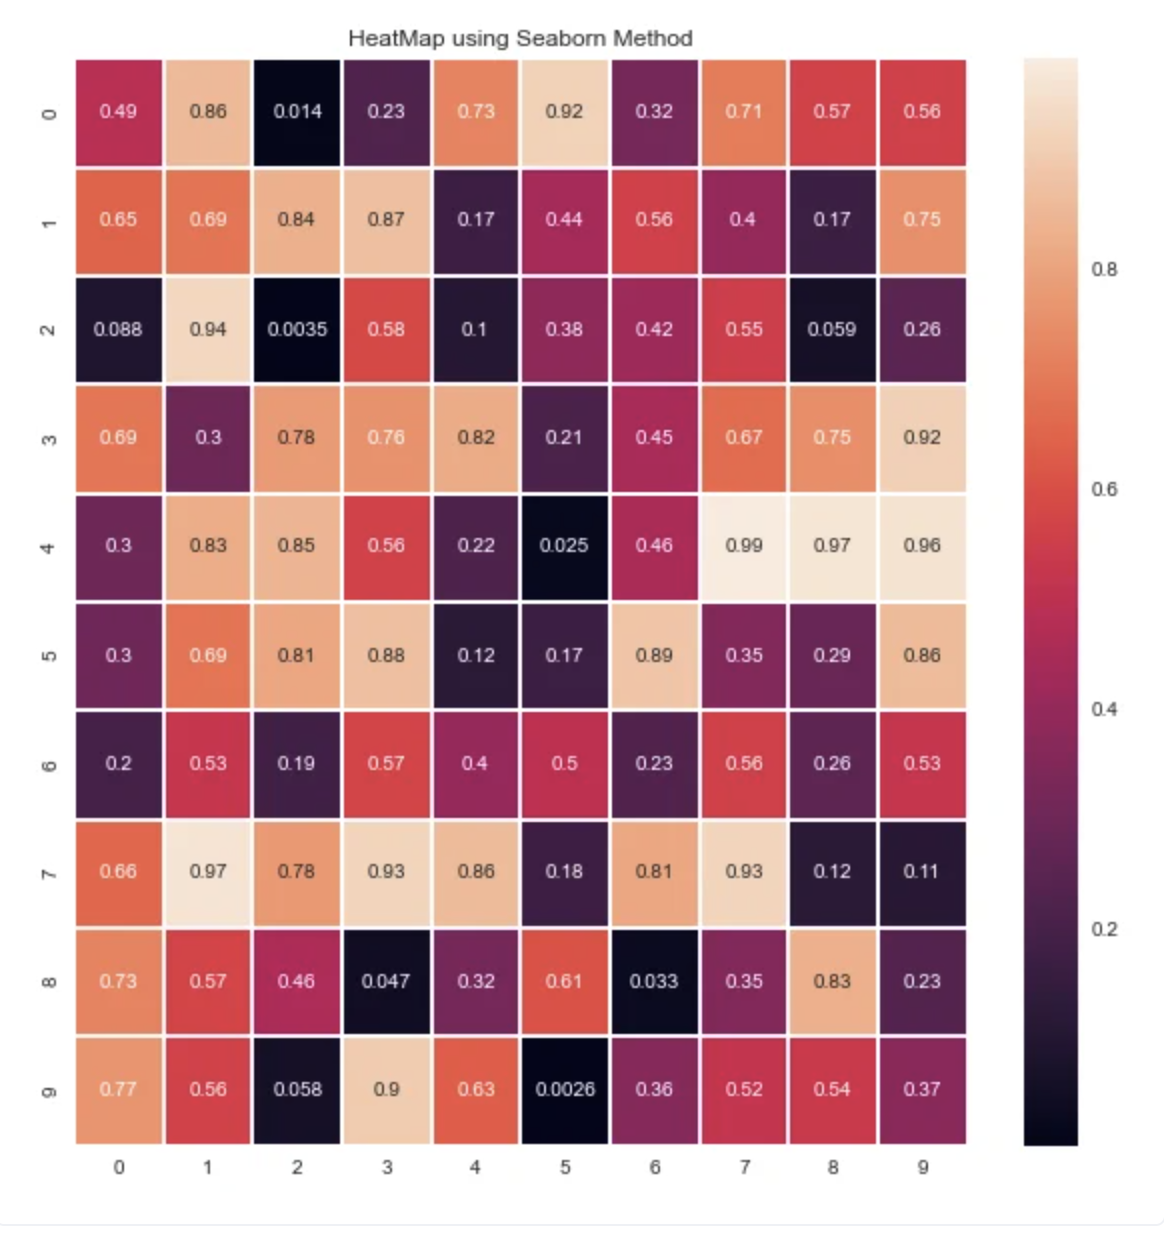 HeatMap using Seaborn Method
0 0.49 0.86 0.014 0.23 0.73 0.92 0.32 0.71 0.57 0.56
1 0.65 0.69 0.84 0.87 0.17 0.44 0.56 0.4 0.17 0.75
0.8
2 0.088 0.94 0.0035 0.58 0.1 0.38 0.42 0.55 0.059 0.26
3 0.69 0.3 0.78 0.76 0.82 0.21 0.45 0.67 0.75 0.92
0.6
4 0.3 0.83 0.85 0.56 0.22 0.025 0.46 0.99 0.97 0.96
5 0.3 0.69 0.81 0.88 0.12 0.17 0.89 0.35 0.29 0.86
0.4
6 0.2 0.53 0.19 0.57 0.4 0.5 0.23 0.56 0.26 0.53
7 0.66 0.97 0.78 0.93 0.86 0.18 0.81 0.93 0.12 0.11
0.2
8 0.73 0.57 0.46 0.047 0.32 0.61 0.033 0.35 0.83 0.23
9 0.77 0.56 0.058 0.9 0.63 0.0026 0.36 0.52 0.54 0.37
0 1 2 3 4 5 6 7 8 9